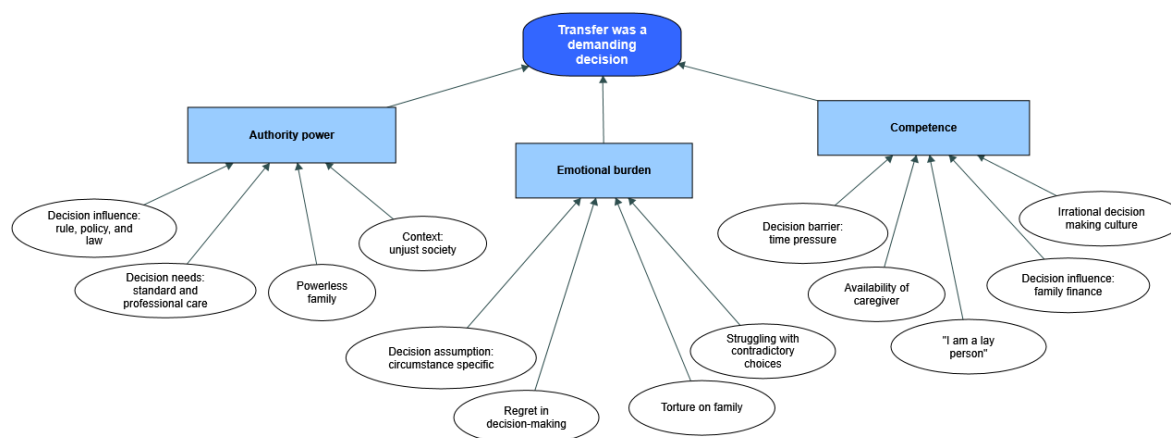 Transfer was a
demanding
decision
Authority power
Emotional burden
Competence
Decision influence:
rule, policy, and
law
Decision needs:
standard and
professional care
Powerless
family
Context:
unjust society
Decision assumption:
circumstance specific
Regret in
decision-making
Torture on family
Struggling with
contradictory
choices
Decision barrier:
time pressure
Availability of
caregiver
"I am a lay
person"
Decision influence:
family finance
Irrational decision
making culture